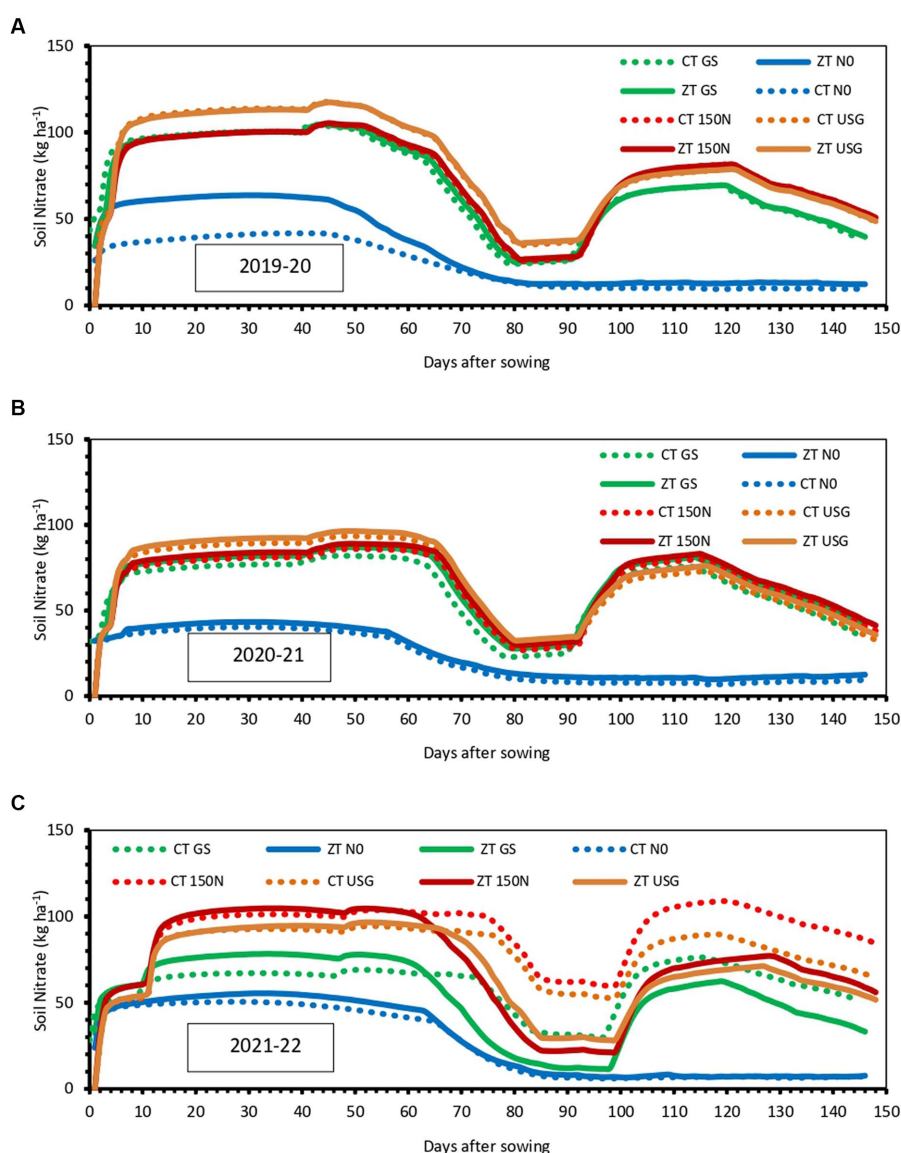 A
150
CT GS ZT N0
ZT GS CT N0
CT 150N CT USG
ZT 150N ZT USG
100
50
0
Soil Nitrate (kg ha⁻¹)
2019-20
0 10 20 30 40 50 60 70 80 90 100 110 120 130 140 150
Days after sowing
B
150
CT GS ZT N0
ZT GS CT N0
CT 150N CT USG
ZT 150N ZT USG
100
50
0
Soil Nitrate (kg ha⁻¹)
2020-21
0 10 20 30 40 50 60 70 80 90 100 110 120 130 140 150
Days after sowing
C
150
CT GS ZT N0 ZT GS CT N0
CT 150N CT USG ZT 150N ZT USG
100
50
0
Soil Nitrate (kg ha⁻¹)
2021-22
0 10 20 30 40 50 60 70 80 90 100 110 120 130 140 150
Days after sowing